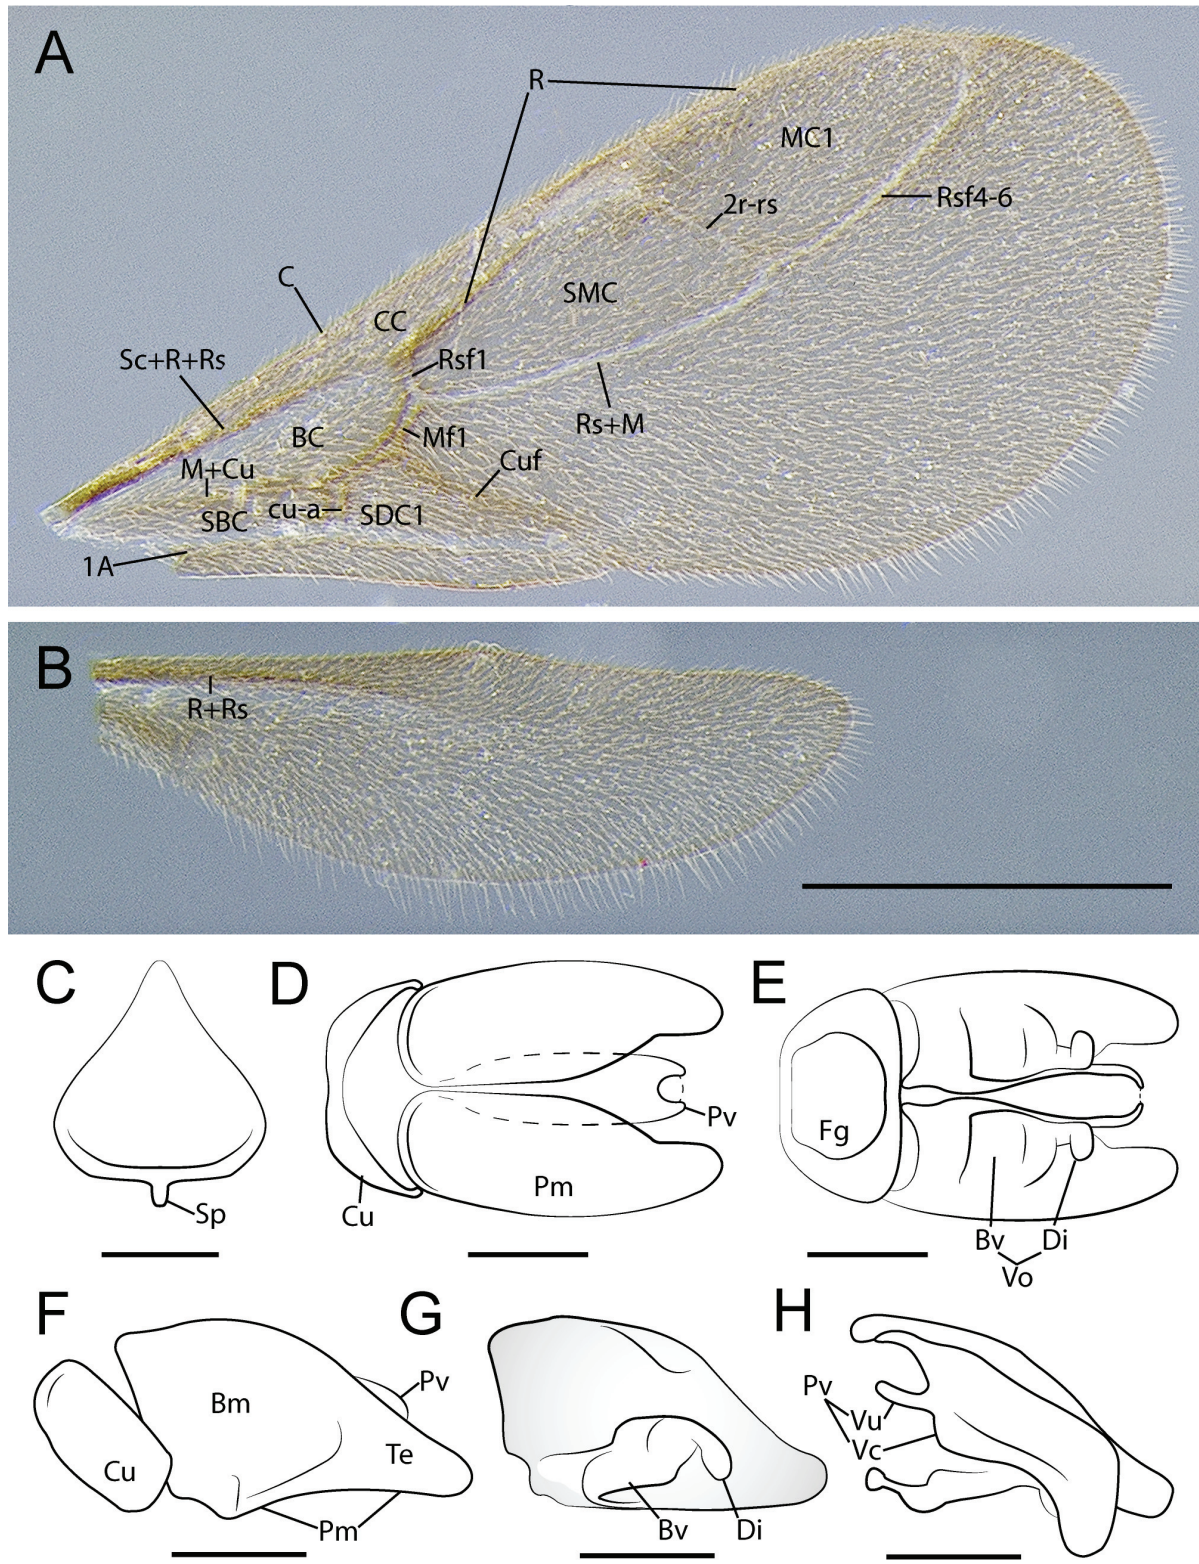 A
R
MC1
2r-rs
Rsf4-6
C
SMC
CC
Sc+R+Rs
Rsf1
Rs+M
BC
Mf1
M+Cu
Cuf
cu-a
SBC
SDC1
1A
B
R+Rs
C
D
E
Pv
Fg
Pm
Sp
Cu
Bv
Di
Vo
F
G
H
Pv
Pv
Bm
Vu
Te
Vc
Cu
Pm
Bv
Di